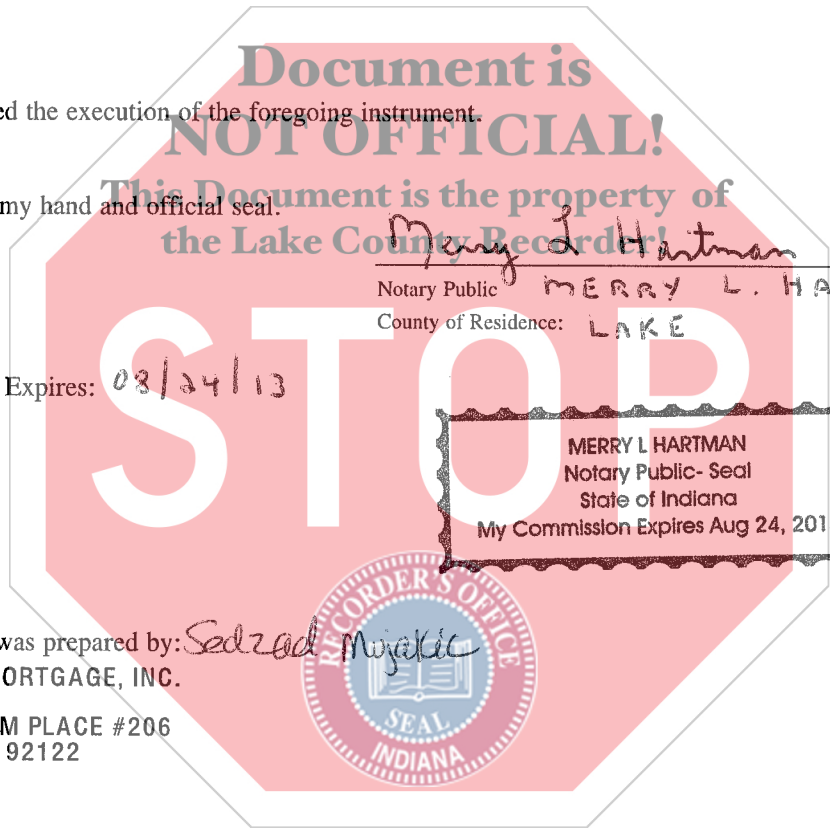 Document is
ed the execution of the foregoing instrument.
NOT OFFICIAL!
This Document is the property of
my hand and official seal.
the Lake County Recorder!
Merry L Hartman
Notary Public MERRY L. HA
County of Residence: LAKE
STOP
Expires: 08/24/13
MERRY L HARTMAN
Notary Public- Seal
State of Indiana
My Commission Expires Aug 24, 201
RECORDER'S OFFICE
was prepared by: Sedzad Mujakic
ORTGAGE, INC.
SEAL
M PLACE #206
INDIANA
92122